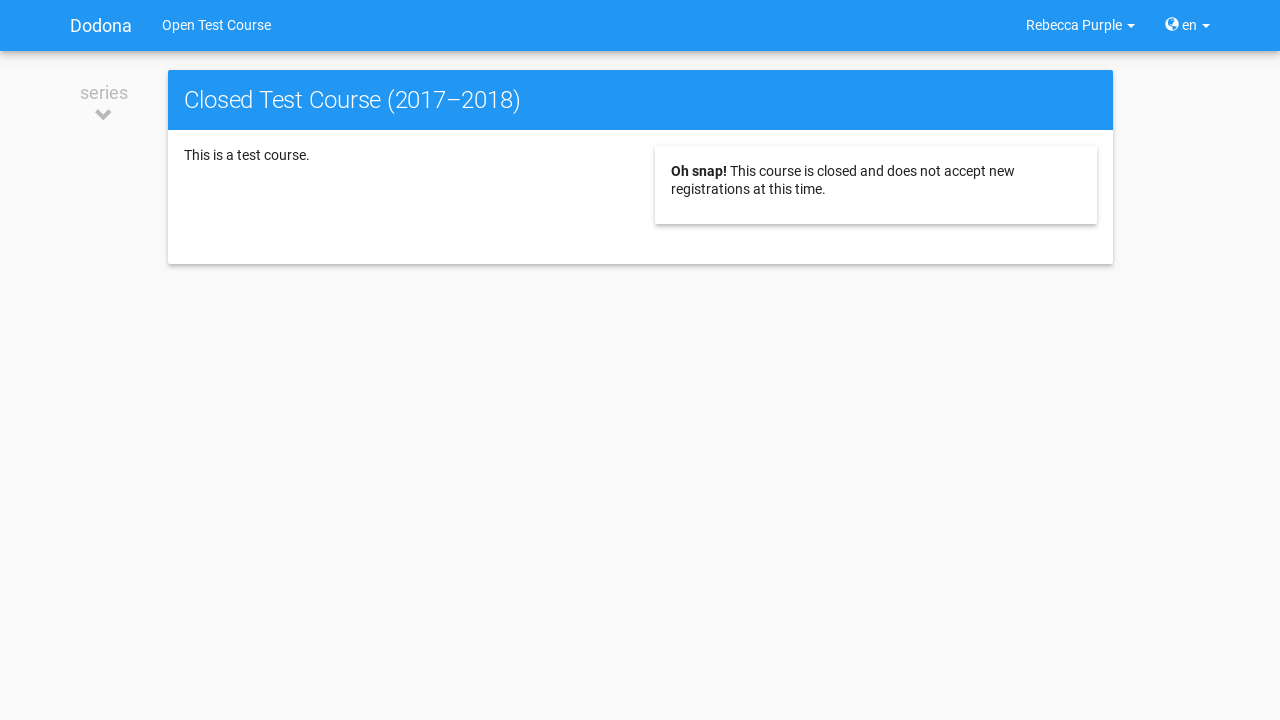 Dodona Open Test Course Rebecca Purple en
series
Closed Test Course (2017–2018)
This is a test course.
Oh snap! This course is closed and does not accept new
registrations at this time.